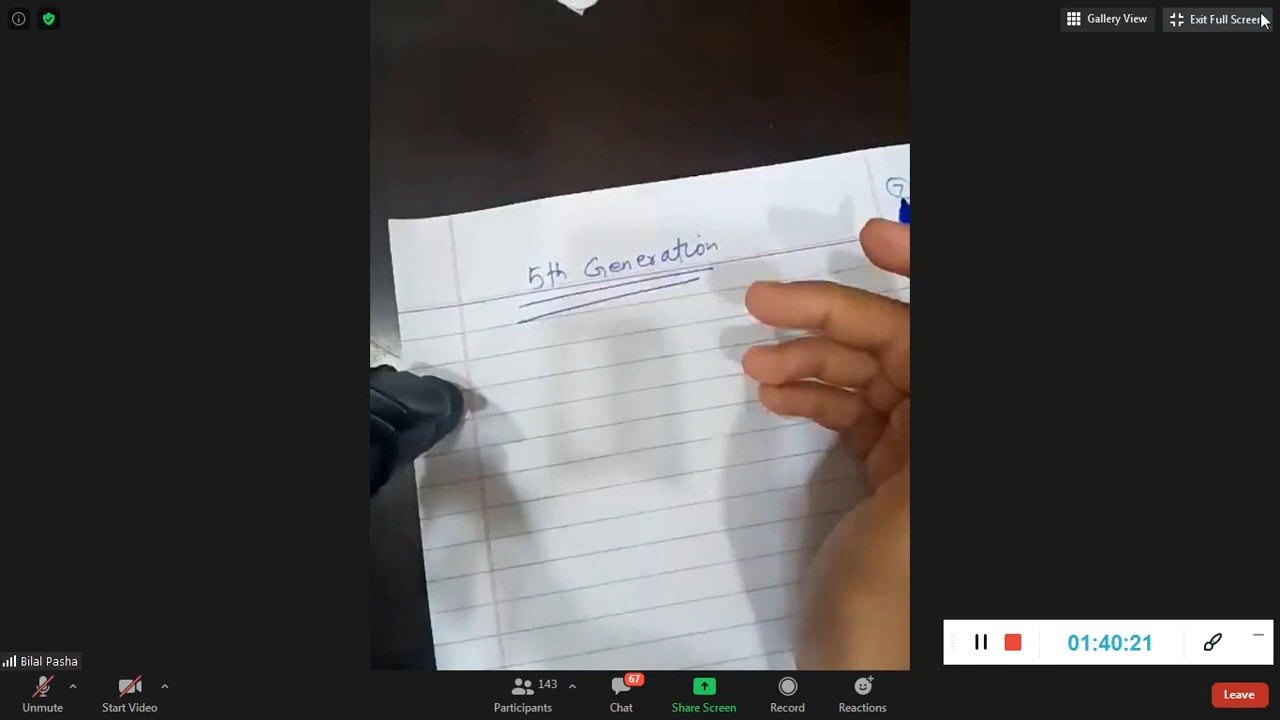 Gallery View
Exit Full Screen
5th Generation
7
01:40:21
Bilal Pasha
Unmute
Start Video
143
Participants
67
Chat
Share Screen
Record
Reactions
Leave